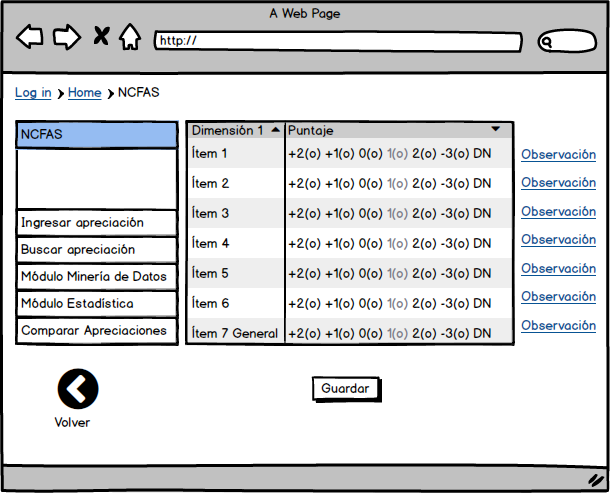 A Web Page
http://
Log in > Home > NCFAS
NCFAS
Ingresar apreciación
Buscar apreciación
Módulo Minería de Datos
Módulo Estadística
Comparar Apreciaciones
Dimensión 1 Puntaje
Ítem 1 +2(o) +1(o) 0(o) 1(o) 2(o) -3(o) DN Observación
Ítem 2 +2(o) +1(o) 0(o) 1(o) 2(o) -3(o) DN Observación
Ítem 3 +2(o) +1(o) 0(o) 1(o) 2(o) -3(o) DN Observación
Ítem 4 +2(o) +1(o) 0(o) 1(o) 2(o) -3(o) DN Observación
Ítem 5 +2(o) +1(o) 0(o) 1(o) 2(o) -3(o) DN Observación
Ítem 6 +2(o) +1(o) 0(o) 1(o) 2(o) -3(o) DN Observación
Ítem 7 General +2(o) +1(o) 0(o) 1(o) 2(o) -3(o) DN Observación
Volver
Guardar